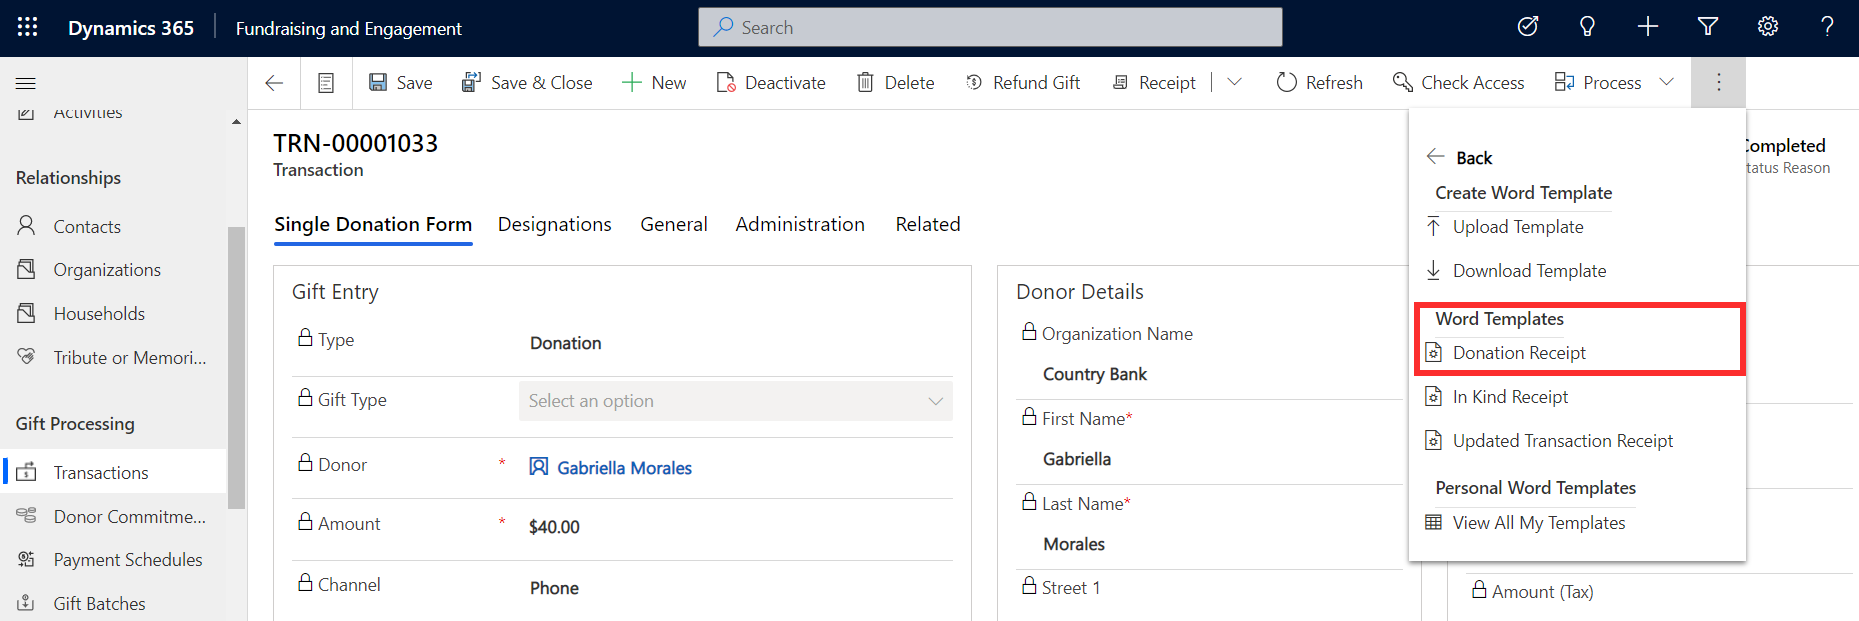 Dynamics 365
Fundraising and Engagement
Search
Save
Save & Close
New
Deactivate
Delete
Refund Gift
Receipt
Refresh
Check Access
Process
Activities
Relationships
Contacts
Organizations
Households
Tribute or Memori...
Gift Processing
Transactions
Donor Commitme...
Payment Schedules
Gift Batches
TRN-00001033
Transaction
Completed
Status Reason
Single Donation Form
Designations
General
Administration
Related
Gift Entry
Type
Donation
Gift Type
Select an option
Donor *
Gabriella Morales
Amount *
$40.00
Channel
Phone
Donor Details
Organization Name
Country Bank
First Name*
Gabriella
Last Name*
Morales
Street 1
Back
Create Word Template
Upload Template
Download Template
Word Templates
Donation Receipt
In Kind Receipt
Updated Transaction Receipt
Personal Word Templates
View All My Templates
Amount (Tax)